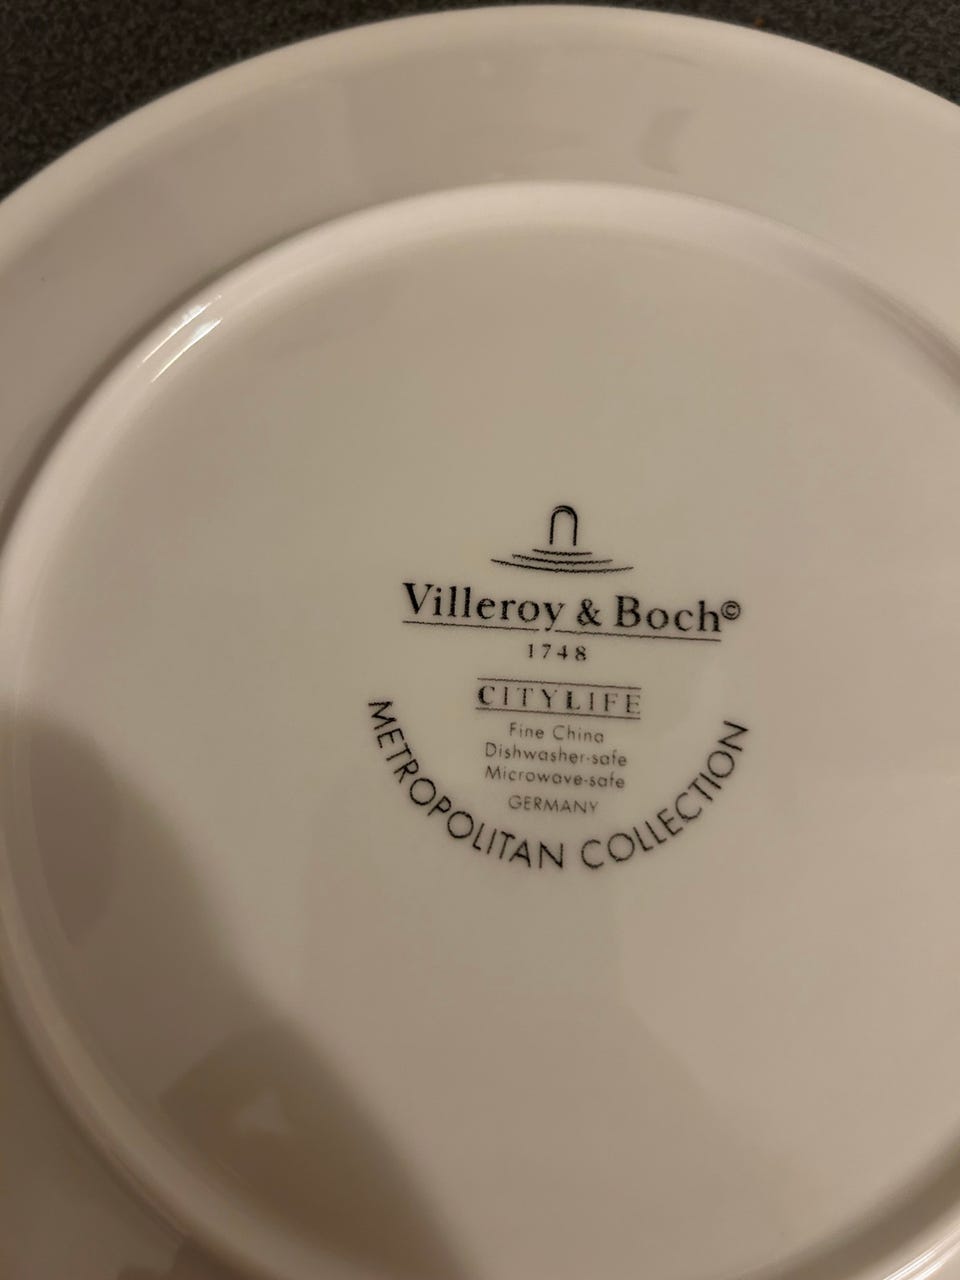 Villeroy & Boch©
1748
CITYLIFE
Fine China
Dishwasher-safe
Microwave-safe
GERMANY
METROPOLITAN COLLECTION